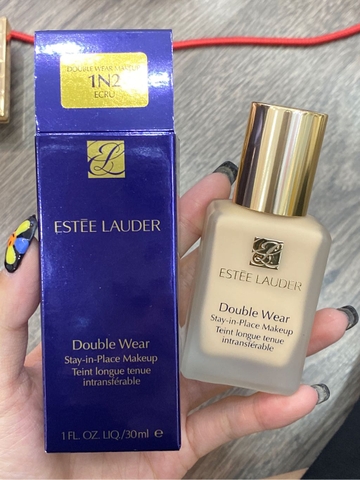 DOUBLE WEAR MAKEUP
1N2
ECRU
ESTĒE LAUDER
Double Wear
Stay-in-Place Makeup
Teint longue tenue
intransférable
1 FL. OZ. LIQ./30ml e
ESTĒE LAUDER
Double Wear
Stay-in-Place Makeup
Teint longue tenue
intransférable